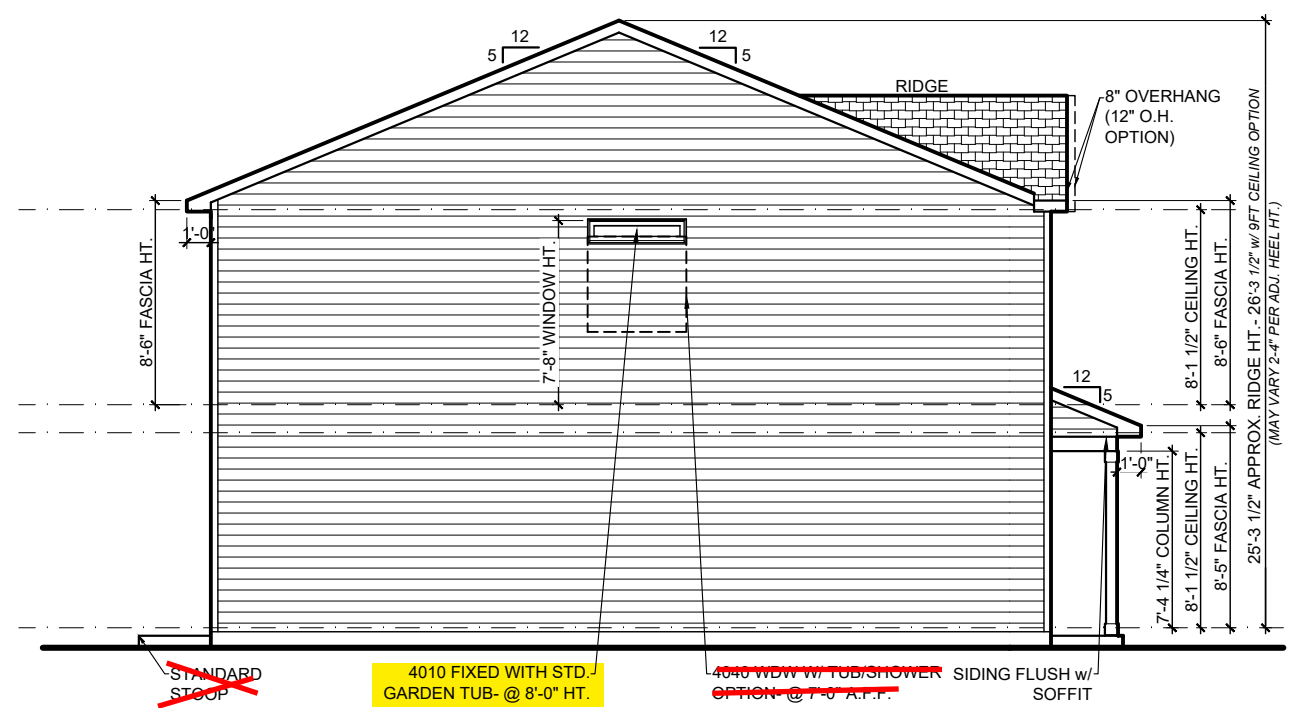 12
5
12
5
RIDGE
8" OVERHANG
(12" O.H.
OPTION)
1'-0"
8'-6" FASCIA HT.
7'-8" WINDOW HT.
8'-1 1/2" CEILING HT.
8'-6" FASCIA HT.
25'-3 1/2" APPROX. RIDGE HT.- 26'-3 1/2" w/ 9FT CEILING OPTION
(MAY VARY 2-4" PER ADJ. HEEL HT.)
12
5
1'-0"
7'-4 1/4" COLUMN HT.
8'-1 1/2" CEILING HT.
8'-5" FASCIA HT.
STANDARD
STOOP
4010 FIXED WITH STD.
GARDEN TUB- @ 8'-0" HT.
4040 WDW W/ TUB/SHOWER
OPTION- @ 7'-0" A.F.F.
SIDING FLUSH w/
SOFFIT